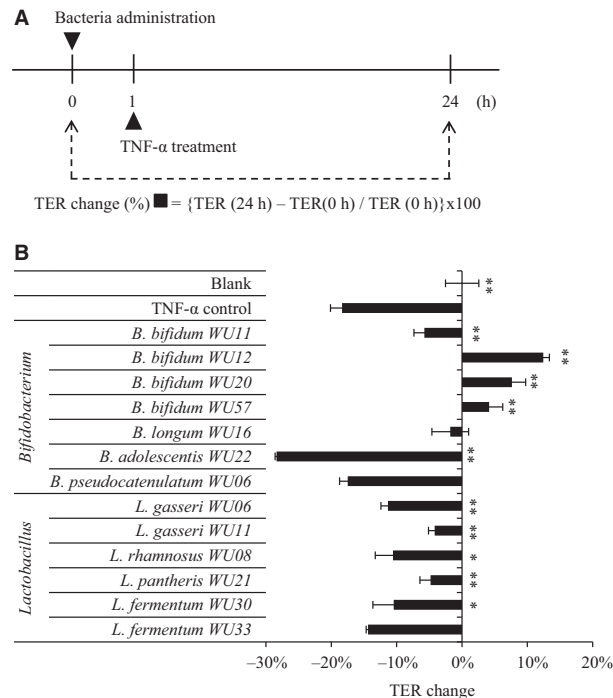 A
Bacteria administration
0
1
24
(h)
TNF-α treatment
TER change (%) = {TER (24 h) – TER(0 h) / TER (0 h)}x100
B
Blank
**
TNF-α control
Bifidobacterium
B. bifidum WU11
**
B. bifidum WU12
**
B. bifidum WU20
**
B. bifidum WU57
**
B. longum WU16
B. adolescentis WU22
**
B. pseudocatenulatum WU06
Lactobacillus
L. gasseri WU06
**
L. gasseri WU11
**
L. rhamnosus WU08
*
L. pantheris WU21
**
L. fermentum WU30
*
L. fermentum WU33
–30% –20% –10% 0% 10% 20%
TER change